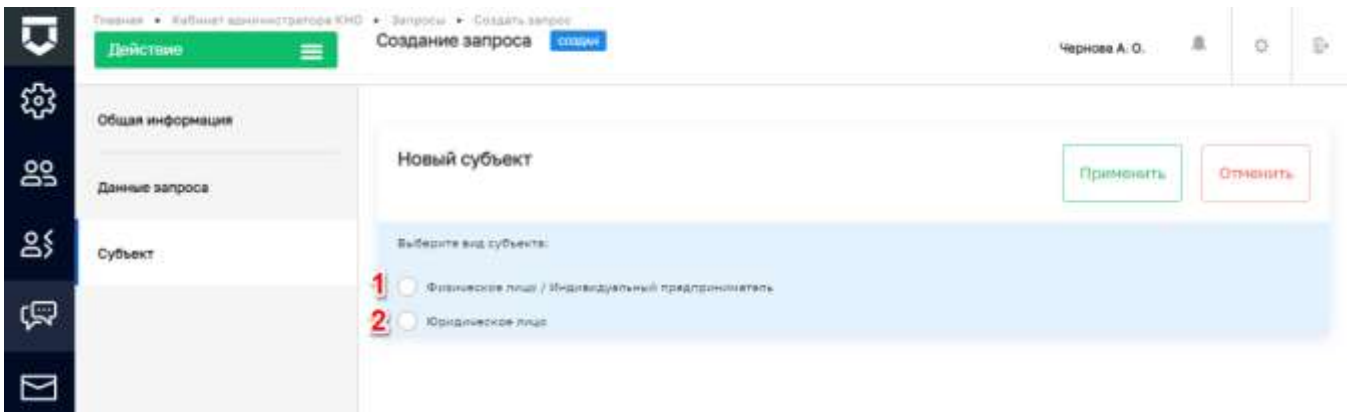 Главная • Кабинет администратора КНО • Запросы • Создать запрос
Действие
Создание запроса СОЗДАН
Чернова А. О.
Общая информация
Данные запроса
Субъект
Новый субъект
Применить
Отменить
Выберите вид субъекта:
1 Физическое лицо / Индивидуальный предприниматель
2 Юридическое лицо